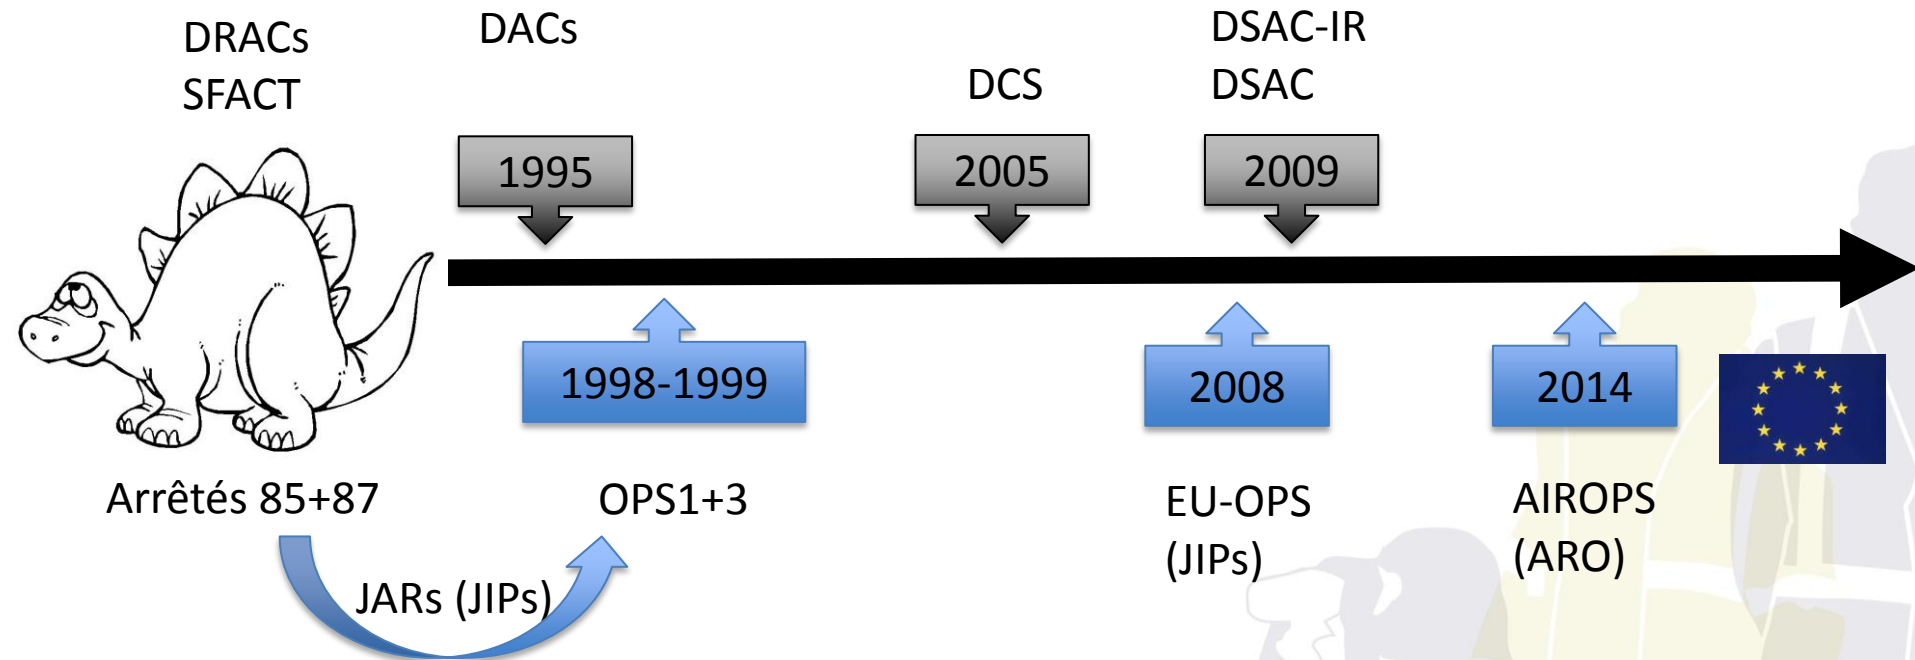 DRACs
SFACT
DACs
DCS
DSAC-IR
DSAC
1995
2005
2009
1998-1999
2008
2014
Arrêtés 85+87
OPS1+3
EU-OPS
(JIPs)
AIROPS
(ARO)
JARs (JIPs)